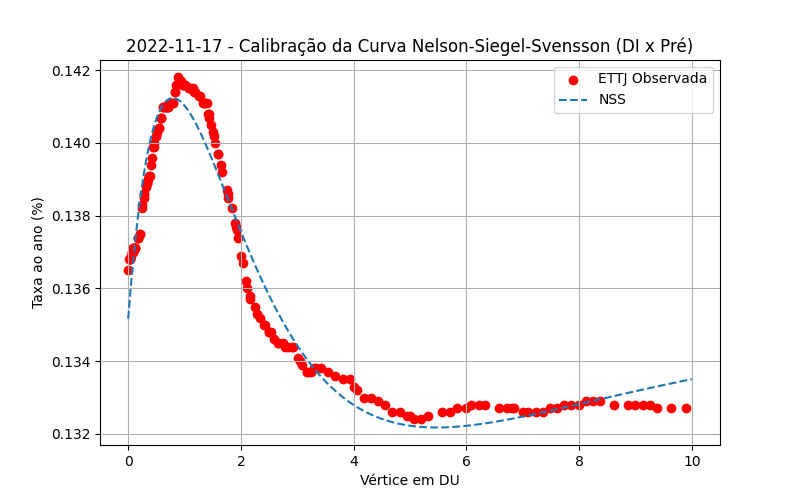 2022-11-17 - Calibração da Curva Nelson-Siegel-Svensson (DI x Pré)
ETTJ Observada
NSS
Taxa ao ano (%)
0.142
0.140
0.138
0.136
0.134
0.132
0 2 4 6 8 10
Vértice em DU